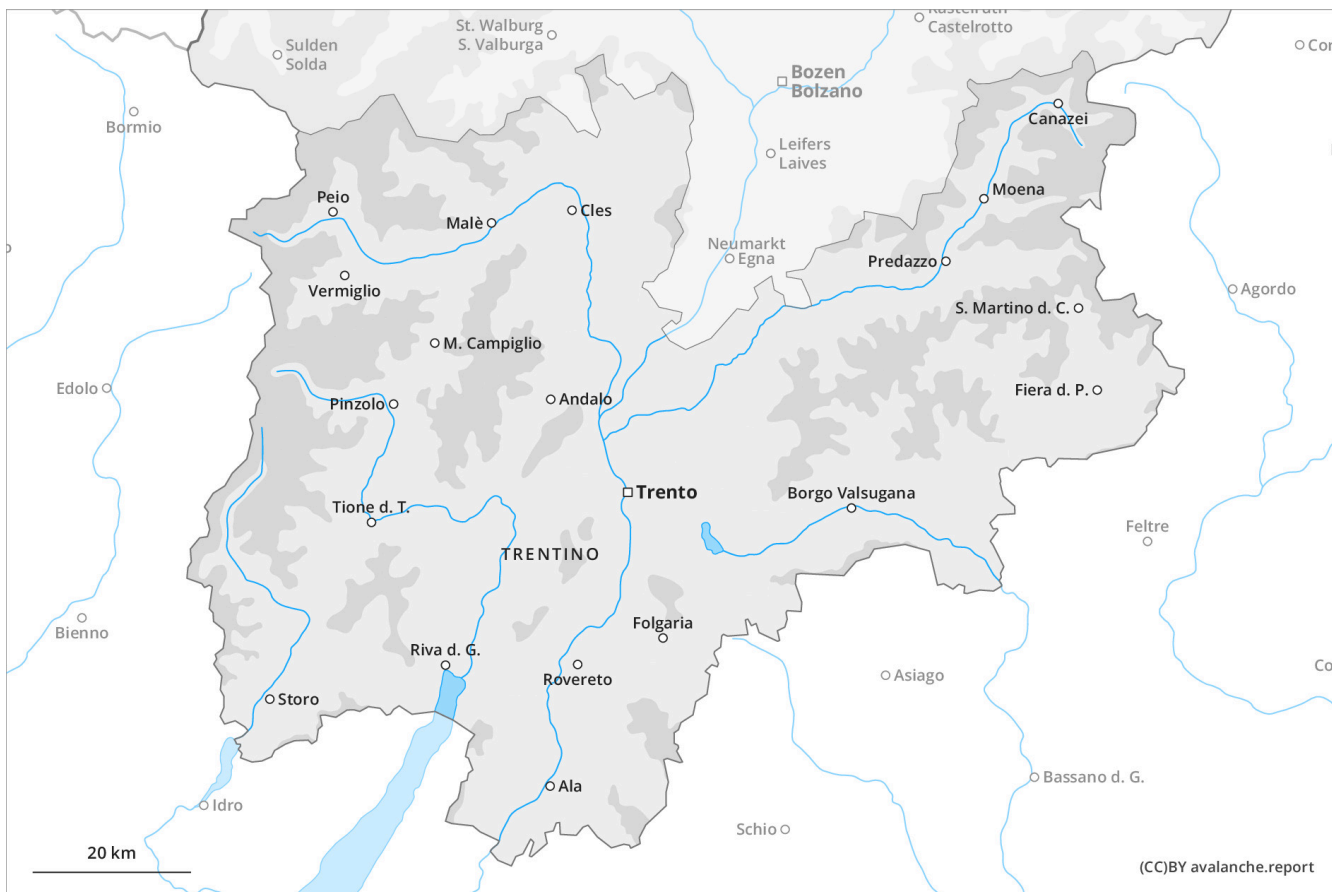 Kastelruth
Castelrotto
St. Walburg
S. Valburga
Sulden
Solda
Bozen
Bolzano
Bormio
Canazei
Leifers
Laives
Peio
Moena
Malè
Cles
Neumarkt
Egna
Predazzo
Vermiglio
Agordo
S. Martino d. C.
M. Campiglio
Edolo
Fiera d. P.
Pinzolo
Andalo
Trento
Borgo Valsugana
Tione d. T.
Feltre
TRENTINO
Bienno
Folgaria
Riva d. G.
Rovereto
Asiago
Storo
Bassano d. G.
Ala
Idro
Schio
20 km
(CC)BY avalanche.report